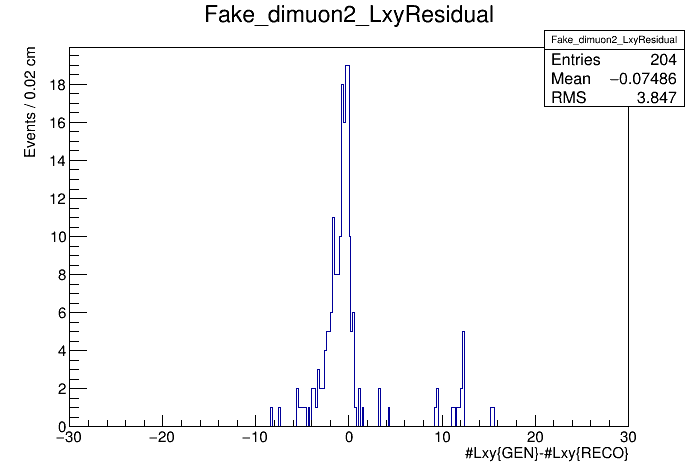 Fake_dimuon2_LxyResidual
Fake_dimuon2_LxyResidual
Entries 204
Mean −0.07486
RMS 3.847
Events / 0.02 cm
18
16
14
12
10
8
6
4
2
0
−30 −20 −10 0 10 20 30
#Lxy{GEN}-#Lxy{RECO}